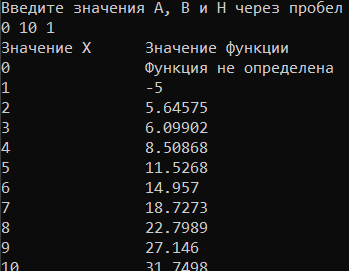 Введите значения A, B и H через пробел
0 10 1
Значение X Значение функции
0 Функция не определена
1 -5
2 5.64575
3 6.09902
4 8.50868
5 11.5268
6 14.957
7 18.7273
8 22.7989
9 27.146
10 31.7498